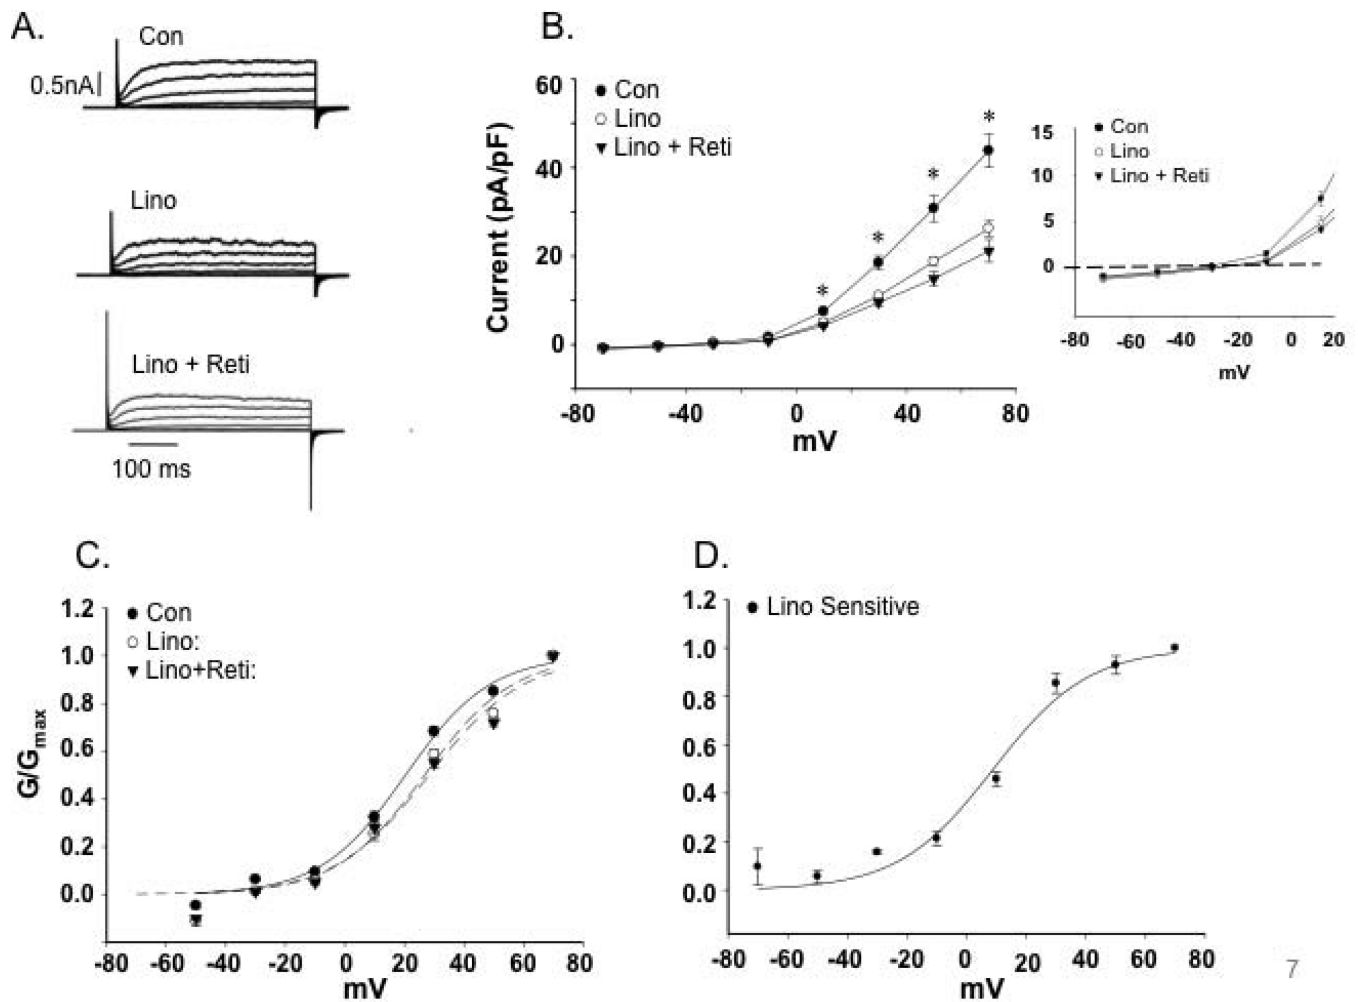 A.
Con
0.5nA
Lino
Lino + Reti
100 ms
B.
60
40
20
0
Current (pA/pF)
Con
Lino
Lino + Reti
*
*
*
*
-80
-40
0
40
80
mV
15
10
5
0
Con
Lino
Lino + Reti
-80
-60
-40
-20
0
20
mV
C.
1.2
1.0
0.8
0.6
0.4
0.2
0.0
G/Gmax
Con
Lino:
Lino+Reti:
-80
-60
-40
-20
0
20
40
60
80
mV
D.
1.2
1.0
0.8
0.6
0.4
0.2
0.0
Lino Sensitive
-80
-60
-40
-20
0
20
40
60
80
mV
7